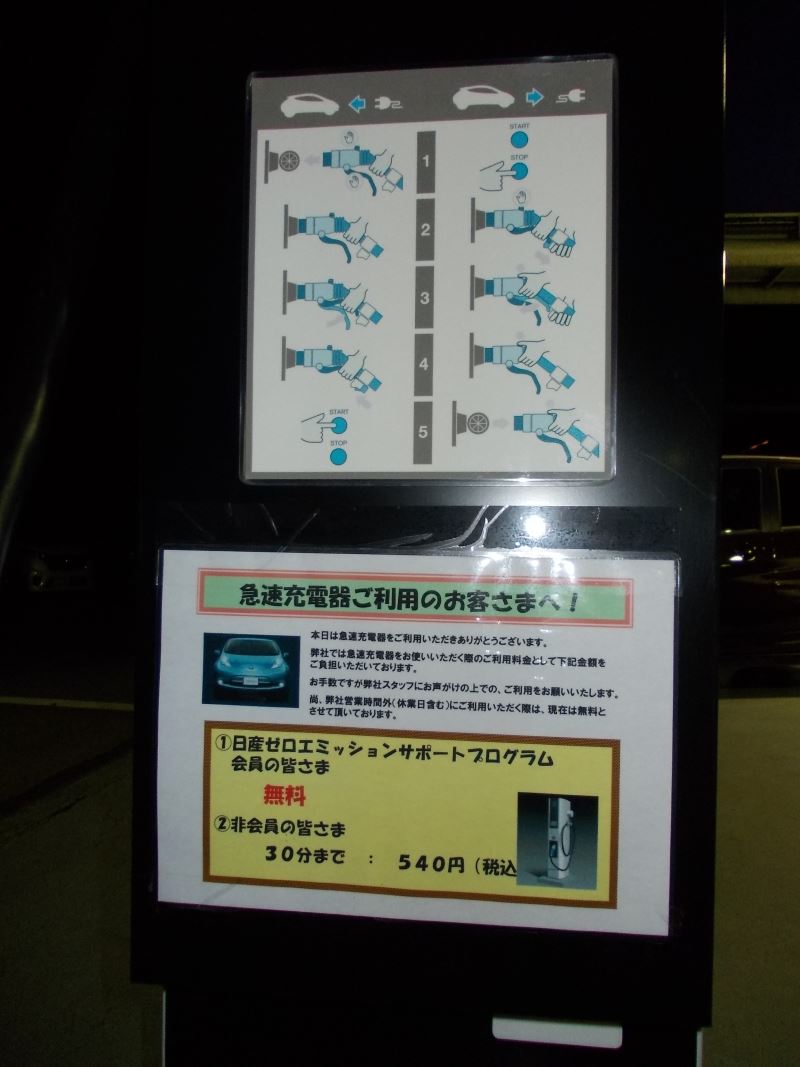 START
STOP
1
2
3
4
5
START
STOP
急速充電器ご利用のお客さまへ！
本日は急速充電器をご利用いただきありがとうございます。
弊社では急速充電器をお使いいただく際のご利用料金として下記金額を
ご負担いただいております。
お手数ですが弊社スタッフにお声がけの上での、ご利用をお願いいたします。
尚、弊社営業時間外(休業日含む)にご利用いただく際は、現在は無料と
させて頂いております。
①日産ゼロエミッションサポートプログラム
会員の皆さま
無料
②非会員の皆さま
３０分まで ： ５４０円（税込